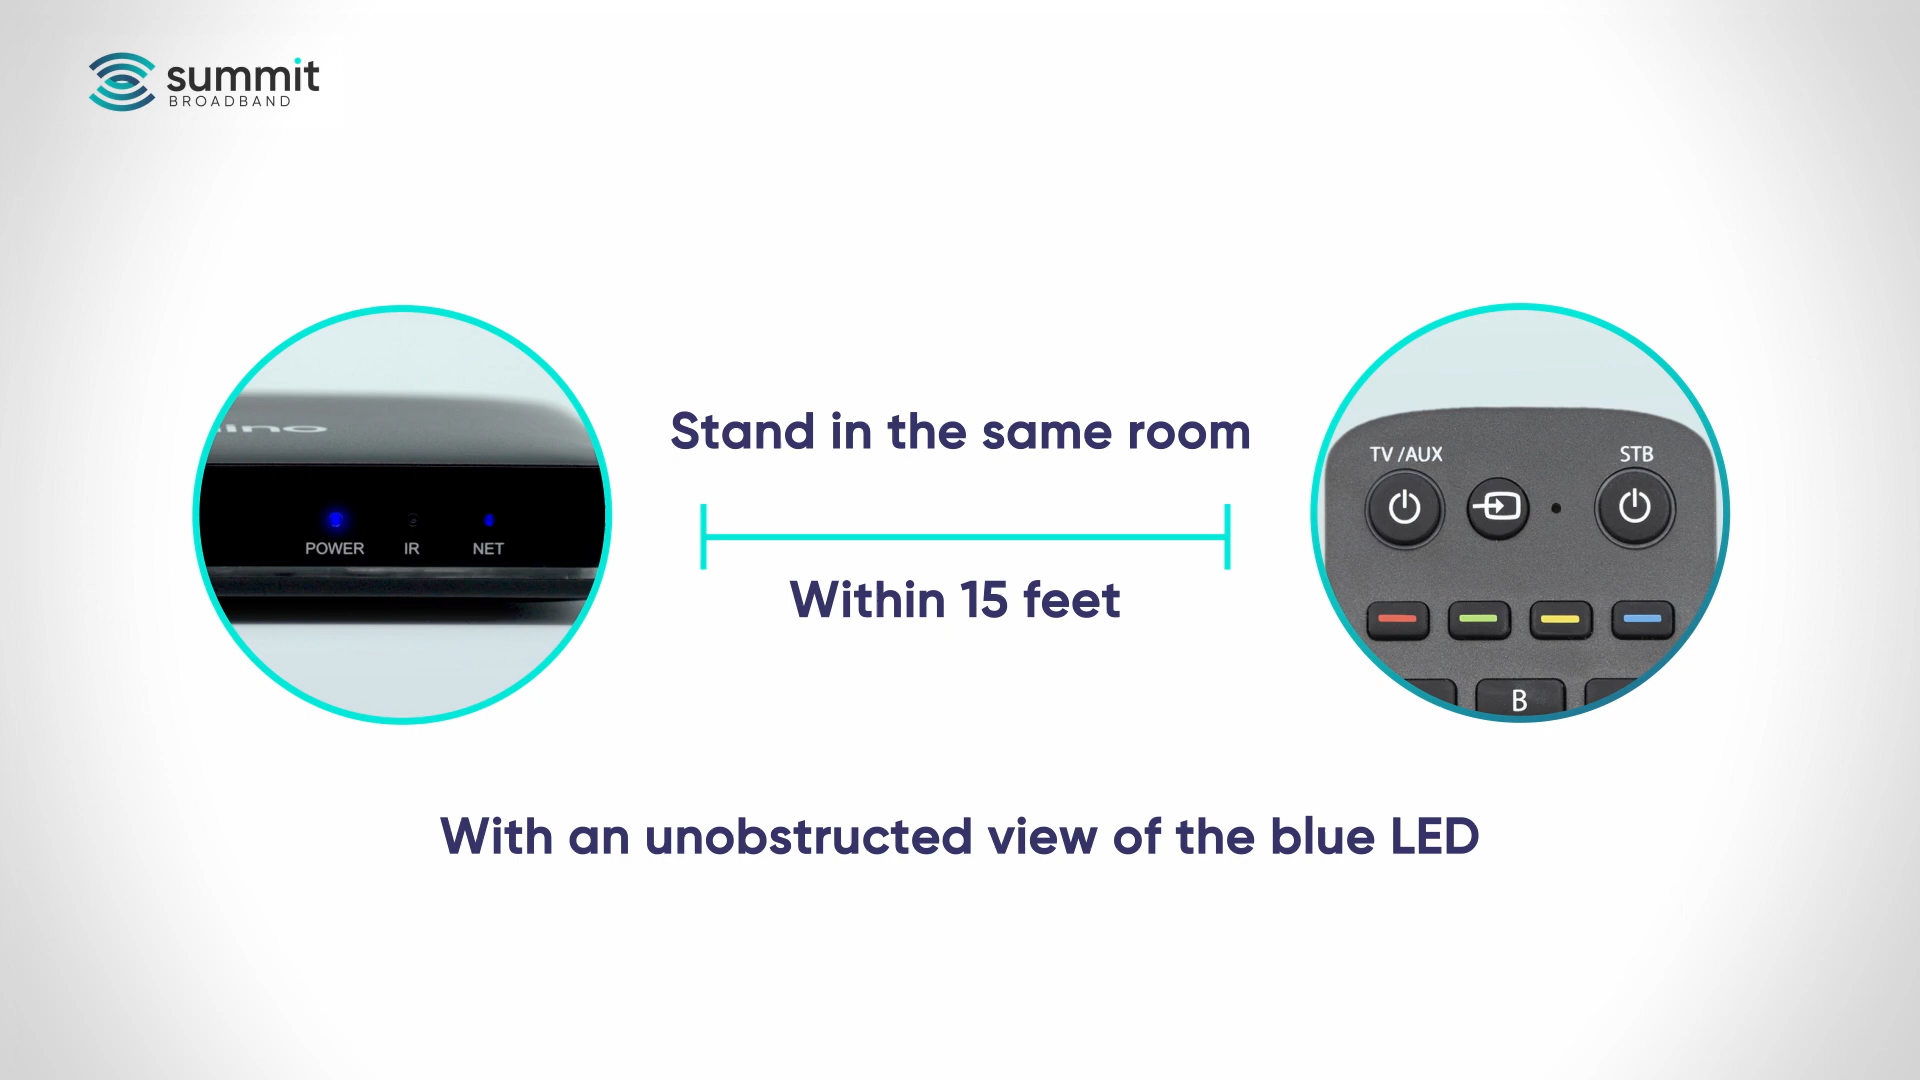 summit
BROADBAND
Stand in the same room
Within 15 feet
POWER IR NET
TV /AUX
STB
B
With an unobstructed view of the blue LED